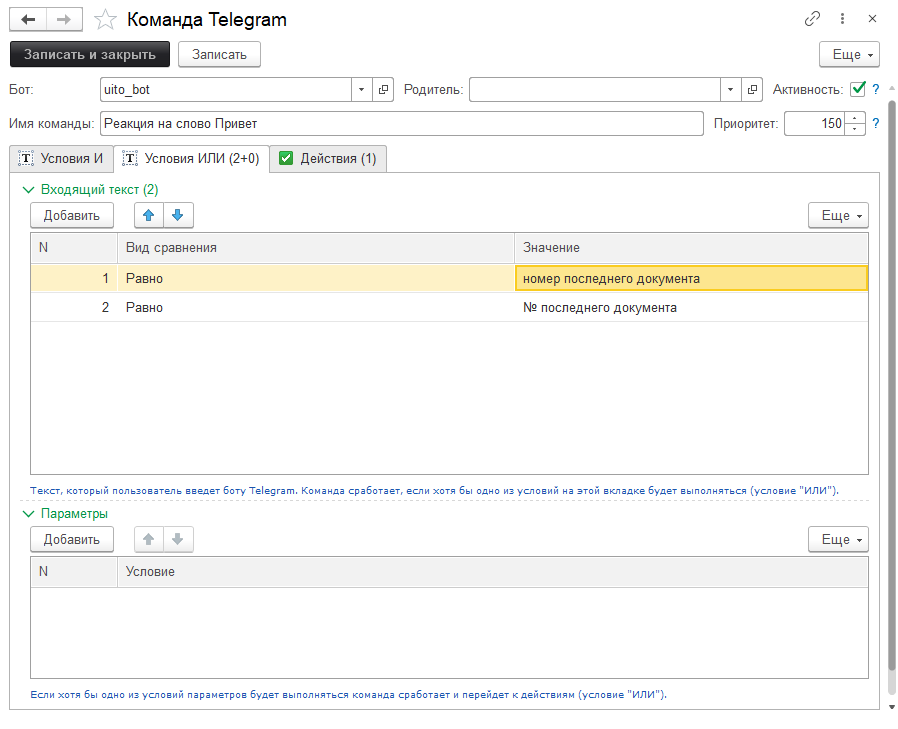 Команда Telegram
Записать и закрыть Записать Еще
Бот: uito_bot Родитель: Активность: ?
Имя команды: Реакция на слово Привет Приоритет: 150 ?
Условия И Условия ИЛИ (2+0) Действия (1)
Входящий текст (2)
Добавить Еще
N Вид сравнения Значение
1 Равно номер последнего документа
2 Равно № последнего документа
Текст, который пользователь введет боту Telegram. Команда сработает, если хотя бы одно из условий на этой вкладке будет выполняться (условие "ИЛИ").
Параметры
Добавить Еще
N Условие
Если хотя бы одно из условий параметров будет выполняться команда сработает и перейдет к действиям (условие "ИЛИ").